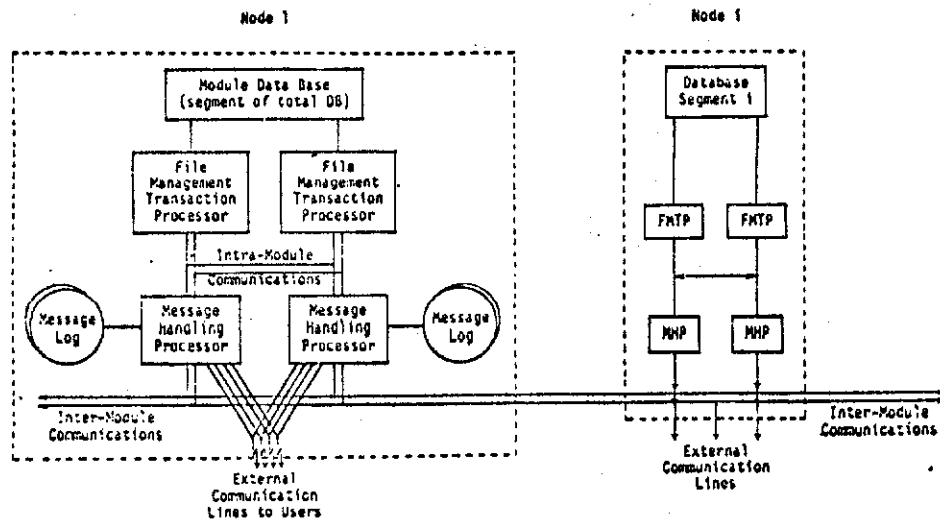 Node 1
Node i
Module Data Base
(segment of total DB)
Database
Segment i
File
Management
Transaction
Processor
File
Management
Transaction
Processor
FMTP
FMTP
Intra-Module
Communications
Message
Log
Message
Handling
Processor
Message
Handling
Processor
Message
Log
MHP
MHP
Inter-Module
Communications
Inter-Module
Communications
External
Communication
Lines to Users
External
Communication
Lines